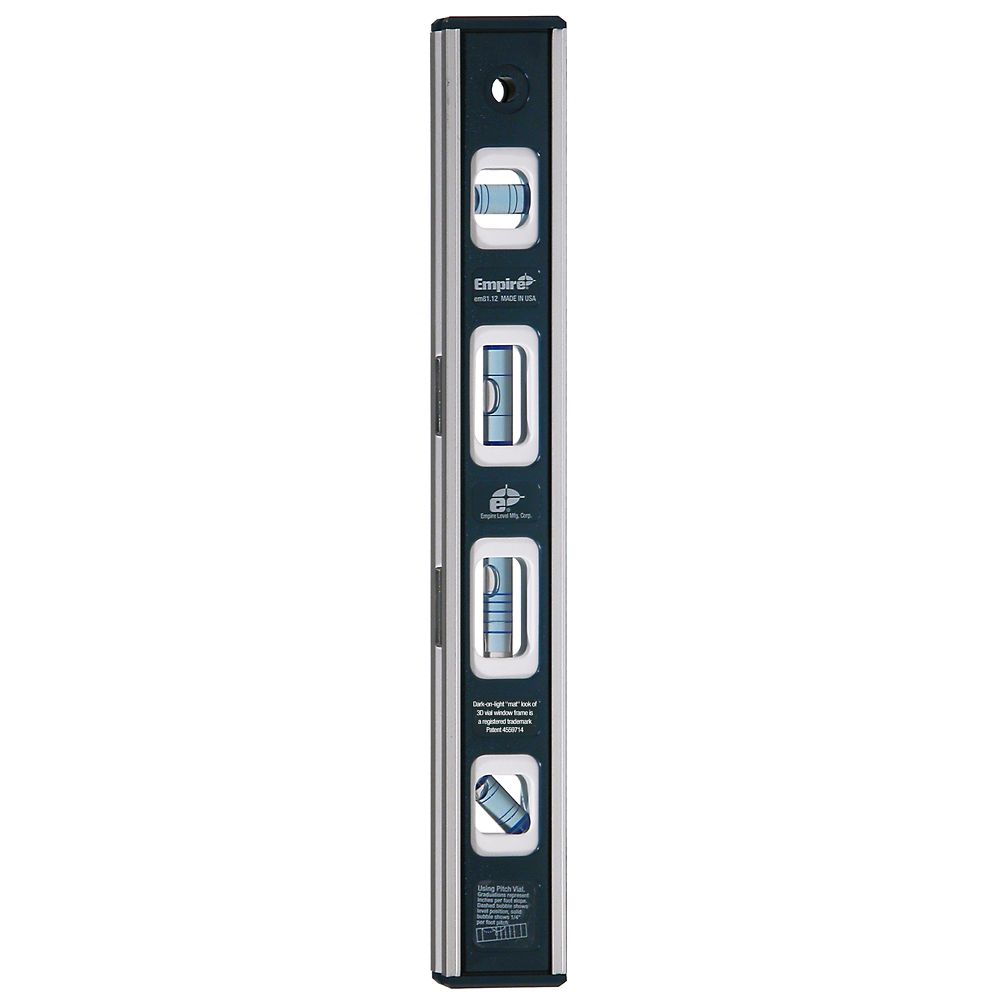 Empire®
em81.12 MADE IN USA
e®
Empire Level Mfg. Corp.
Dark-on-light "mat" look of
3D vial window frame is
a registered trademark
Patent 4559714
Using Pitch Vial.
Graduations represent
inches per foot slope.
Dashed bubble shows
level position, solid
bubble shows 1/4"
per foot pitch